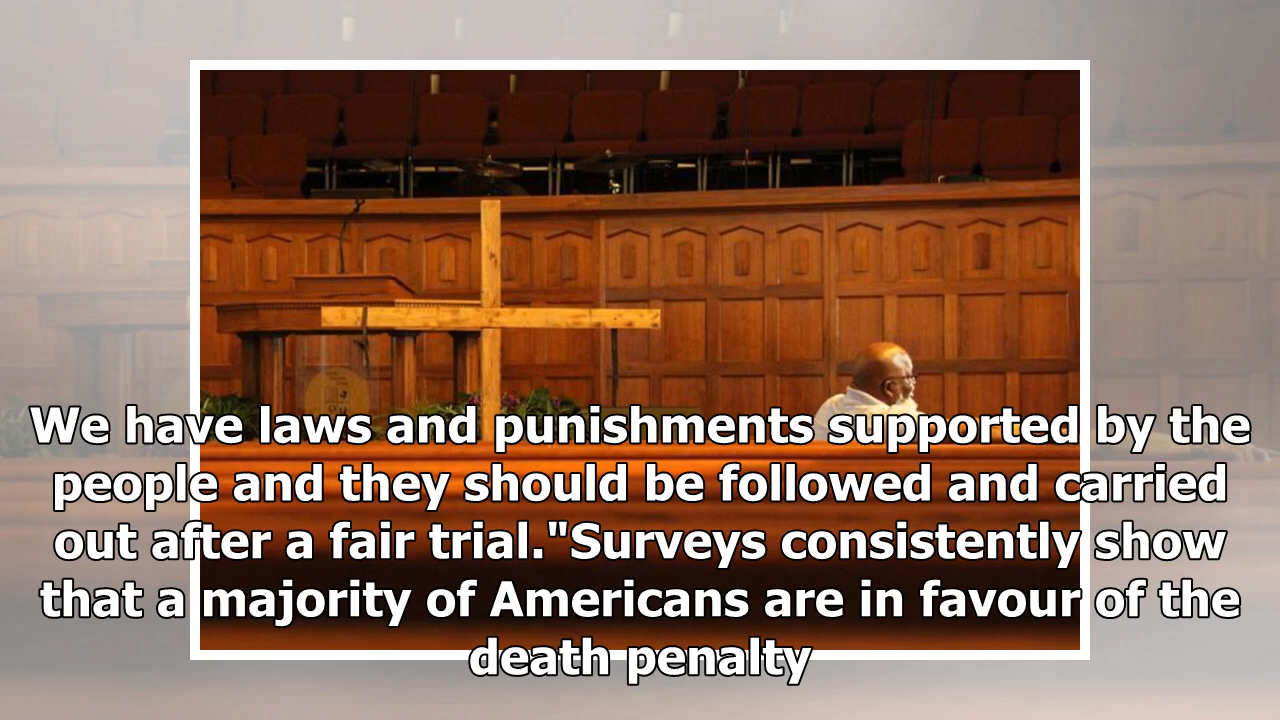 We have laws and punishments supported by the
people and they should be followed and carried
out after a fair trial."Surveys consistently show
that a majority of Americans are in favour of the
death penalty